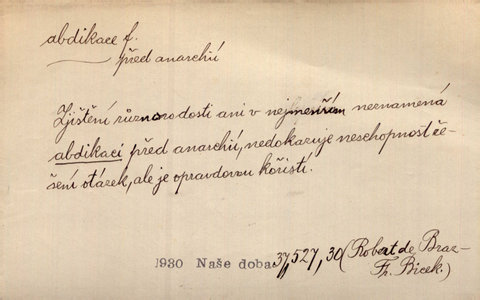 abdikace f.
před anarchií
Zjištění různorodosti ani v nejmenším neznamená
abdikaci před anarchií, nedokazuje neschopnost ře-
šení otázek, ale je opravdovou kořistí.
1930 Naše doba 37, 527, 30 (Robert de Braz-
Fr. Bicek.)